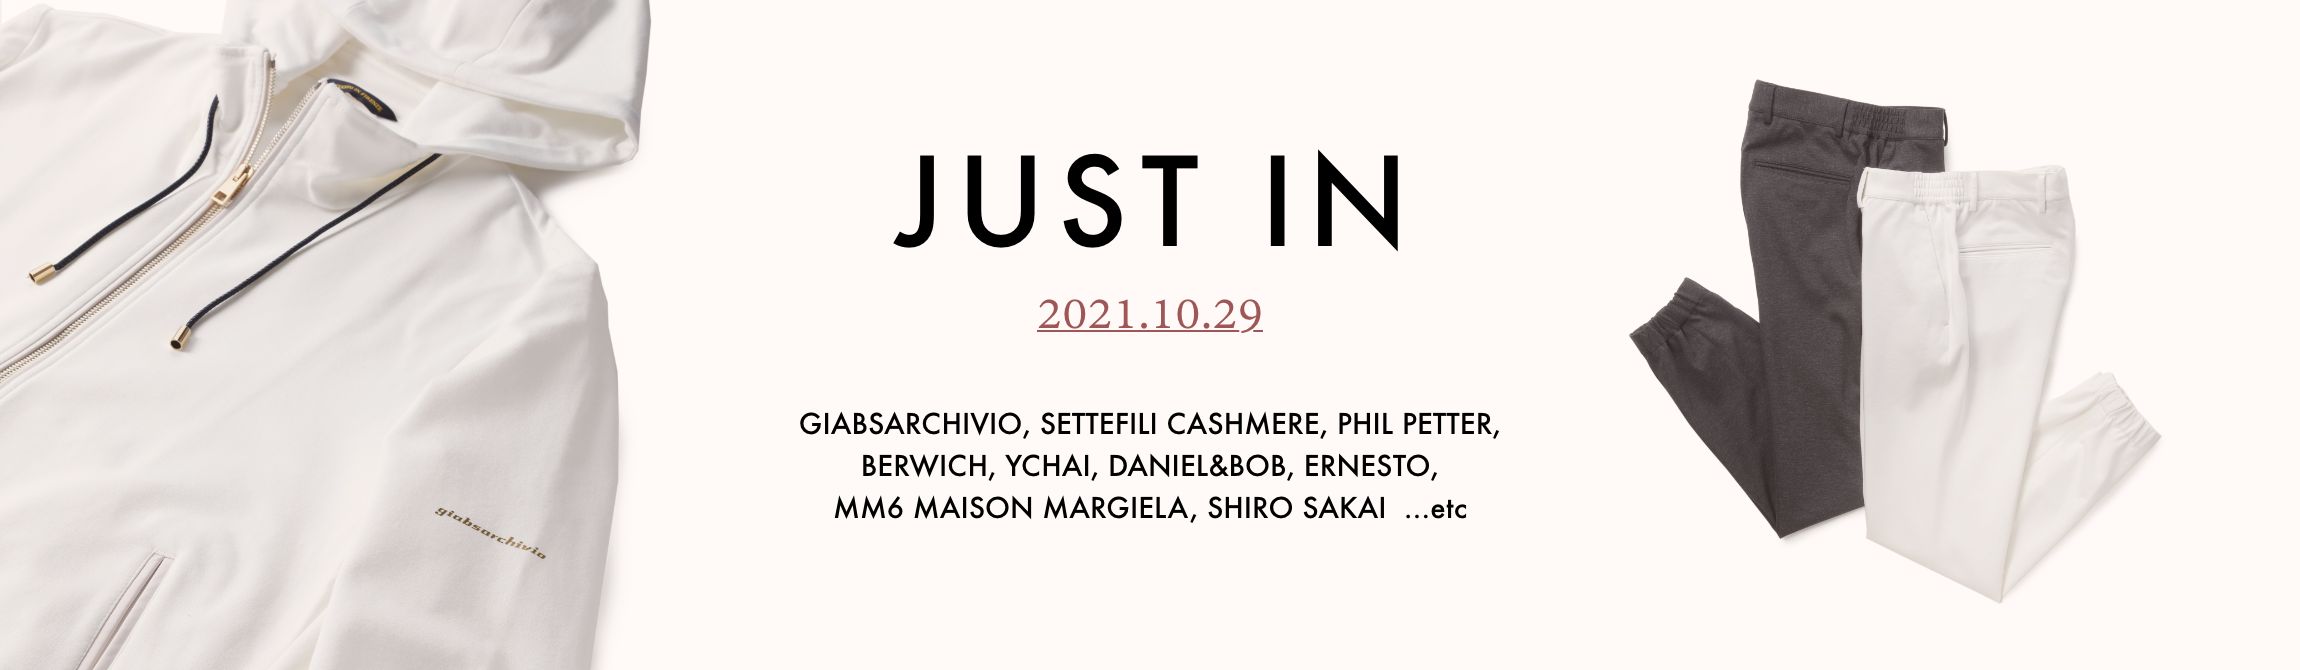 JUST IN
2021.10.29
GIABSARCHIVIO, SETTEFILI CASHMERE, PHIL PETTER,
BERWICH, YCHAI, DANIEL&BOB, ERNESTO,
MM6 MAISON MARGIELA, SHIRO SAKAI ...etc
giabsarchivio